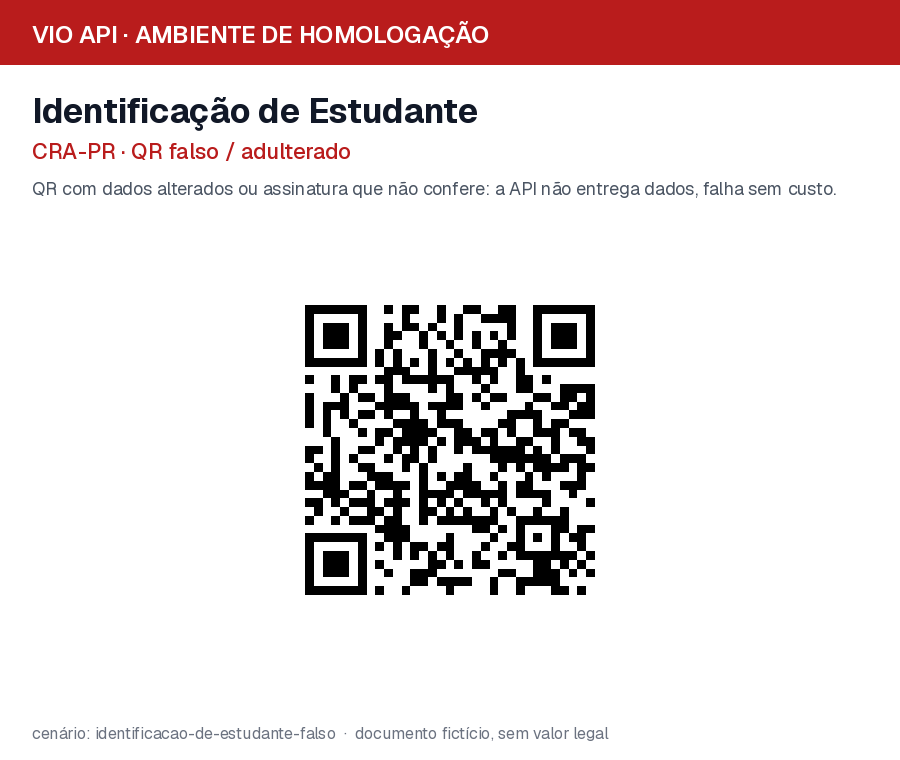 VIO API · AMBIENTE DE HOMOLOGAÇÃO
Identificação de Estudante
CRA-PR · QR falso / adulterado
QR com dados alterados ou assinatura que não confere: a API não entrega dados, falha sem custo.
cenário: identificacao-de-estudante-falso · documento fictício, sem valor legal